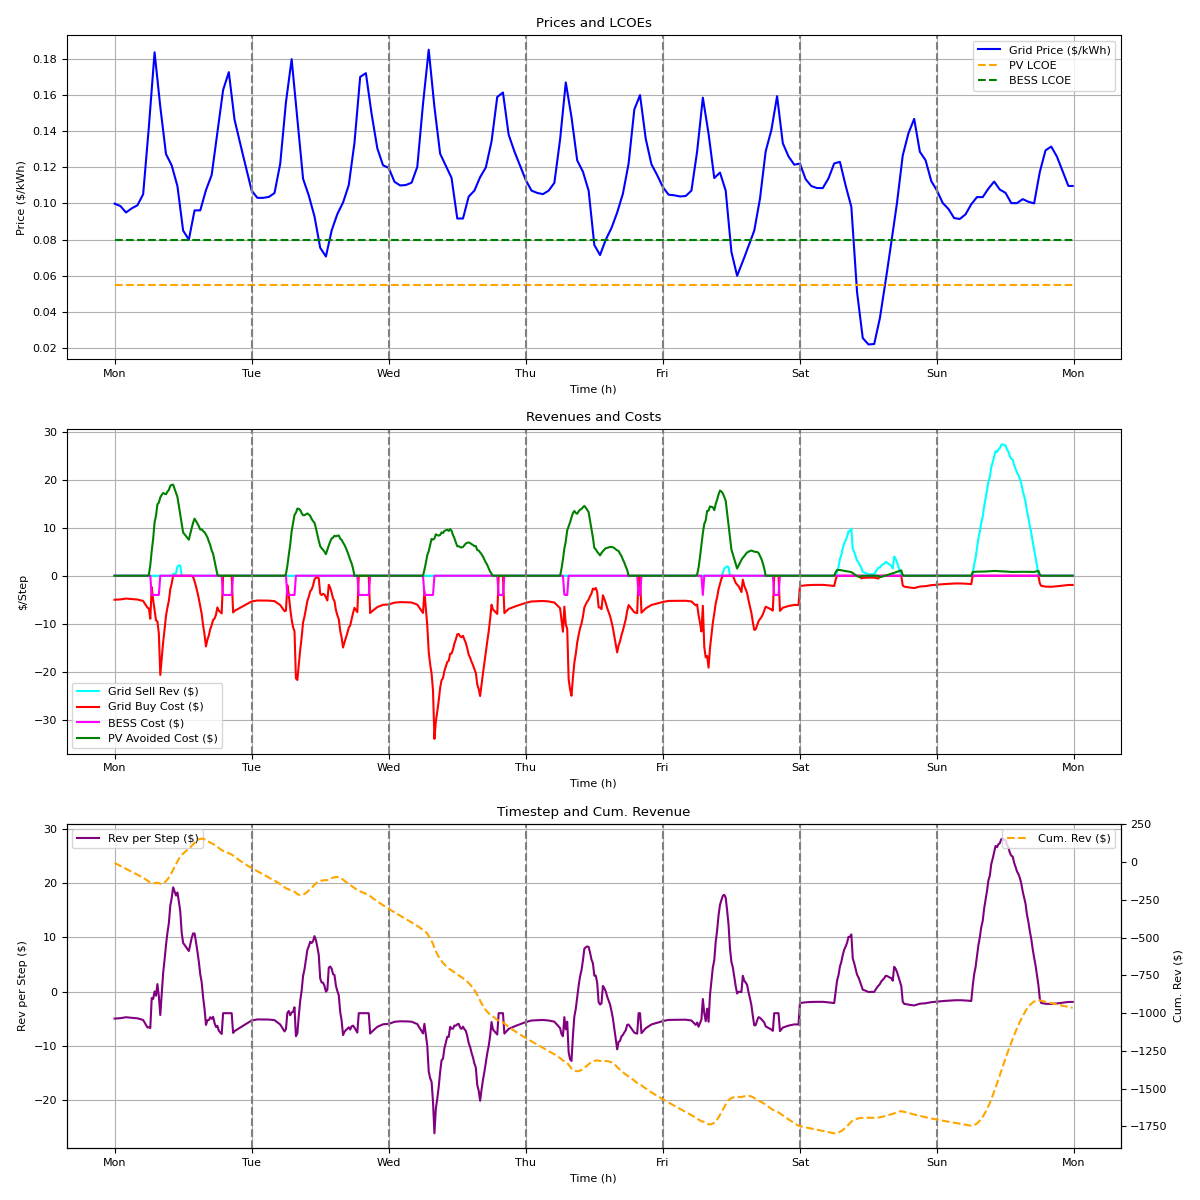 Prices and LCOEs
Price ($/kWh)
0.18
0.16
0.14
0.12
0.10
0.08
0.06
0.04
0.02
Grid Price ($/kWh)
PV LCOE
BESS LCOE
Mon Tue Wed Thu Fri Sat Sun Mon
Time (h)
Revenues and Costs
$/Step
30
20
10
0
−10
−20
−30
Grid Sell Rev ($)
Grid Buy Cost ($)
BESS Cost ($)
PV Avoided Cost ($)
Mon Tue Wed Thu Fri Sat Sun Mon
Time (h)
Timestep and Cum. Revenue
Rev per Step ($)
30
20
10
0
−10
−20
Rev per Step ($)
Cum. Rev ($)
250
0
−250
−500
−750
−1000
−1250
−1500
−1750
Cum. Rev ($)
Mon Tue Wed Thu Fri Sat Sun Mon
Time (h)